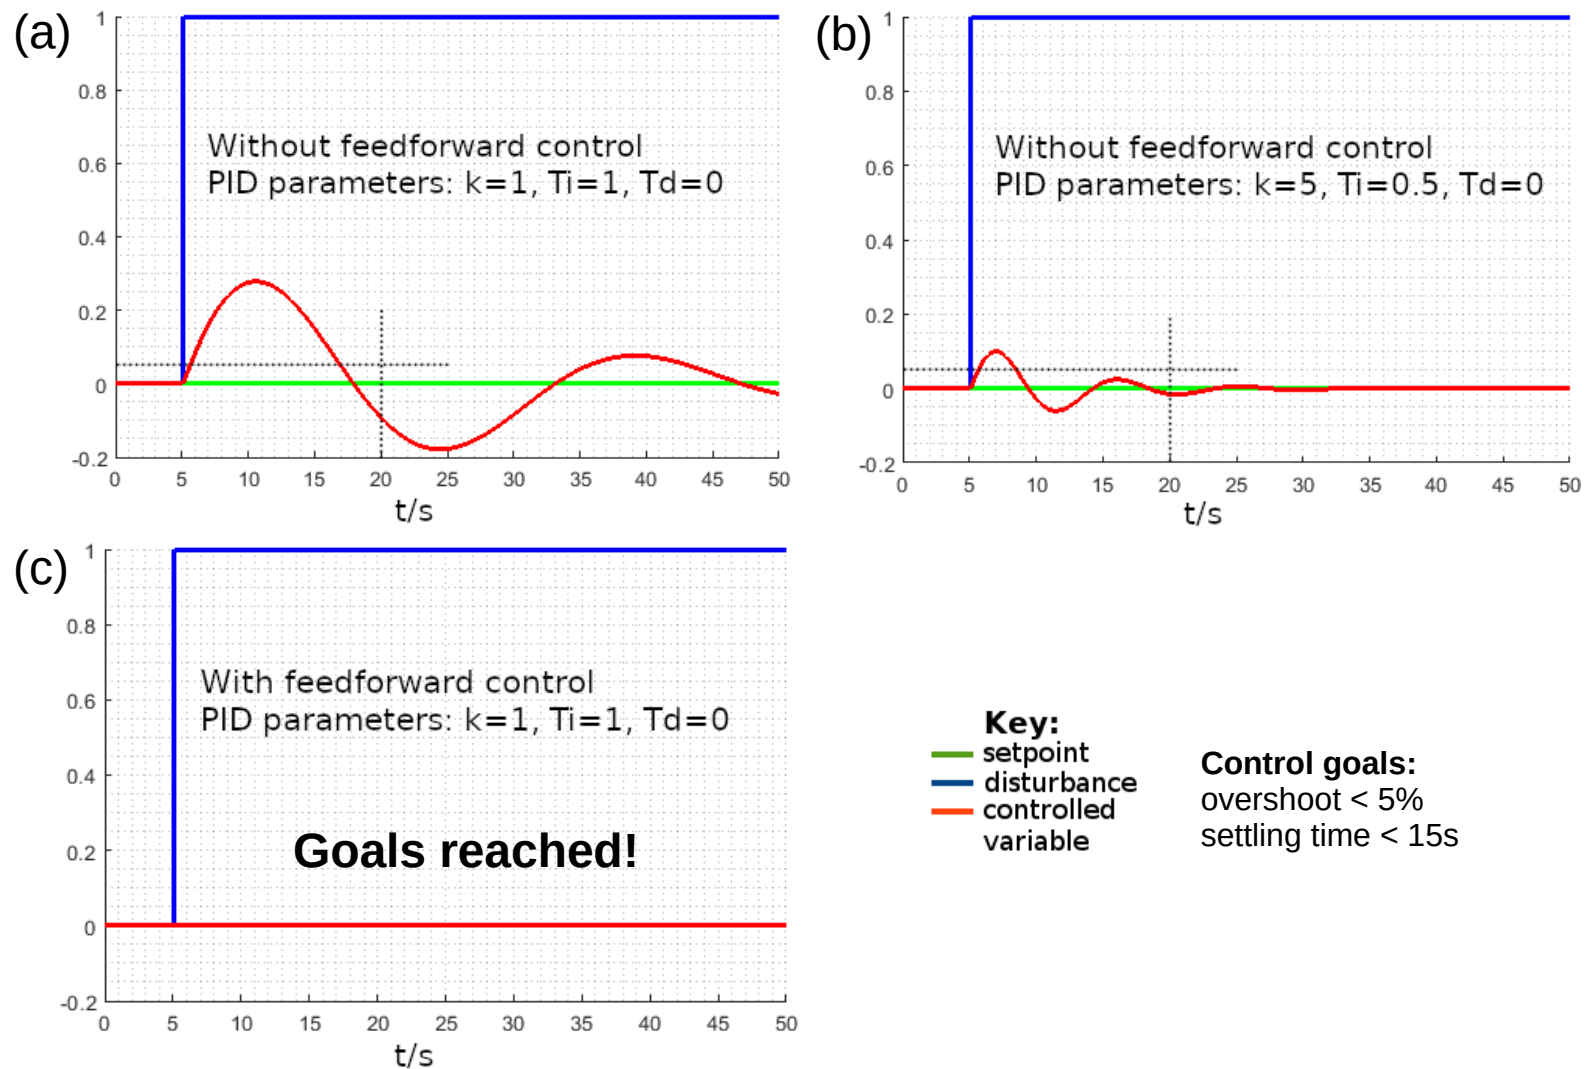 (a)
1
0.8
0.6
0.4
0.2
0
-0.2
Without feedforward control
PID parameters: k=1, Ti=1, Td=0
0 5 10 15 20 25 30 35 40 45 50
t/s
(b)
1
0.8
0.6
0.4
0.2
0
-0.2
Without feedforward control
PID parameters: k=5, Ti=0.5, Td=0
0 5 10 15 20 25 30 35 40 45 50
t/s
(c)
1
0.8
0.6
0.4
0.2
0
-0.2
With feedforward control
PID parameters: k=1, Ti=1, Td=0
Goals reached!
0 5 10 15 20 25 30 35 40 45 50
t/s
Key:
setpoint
disturbance
controlled
variable
Control goals:
overshoot < 5%
settling time < 15s